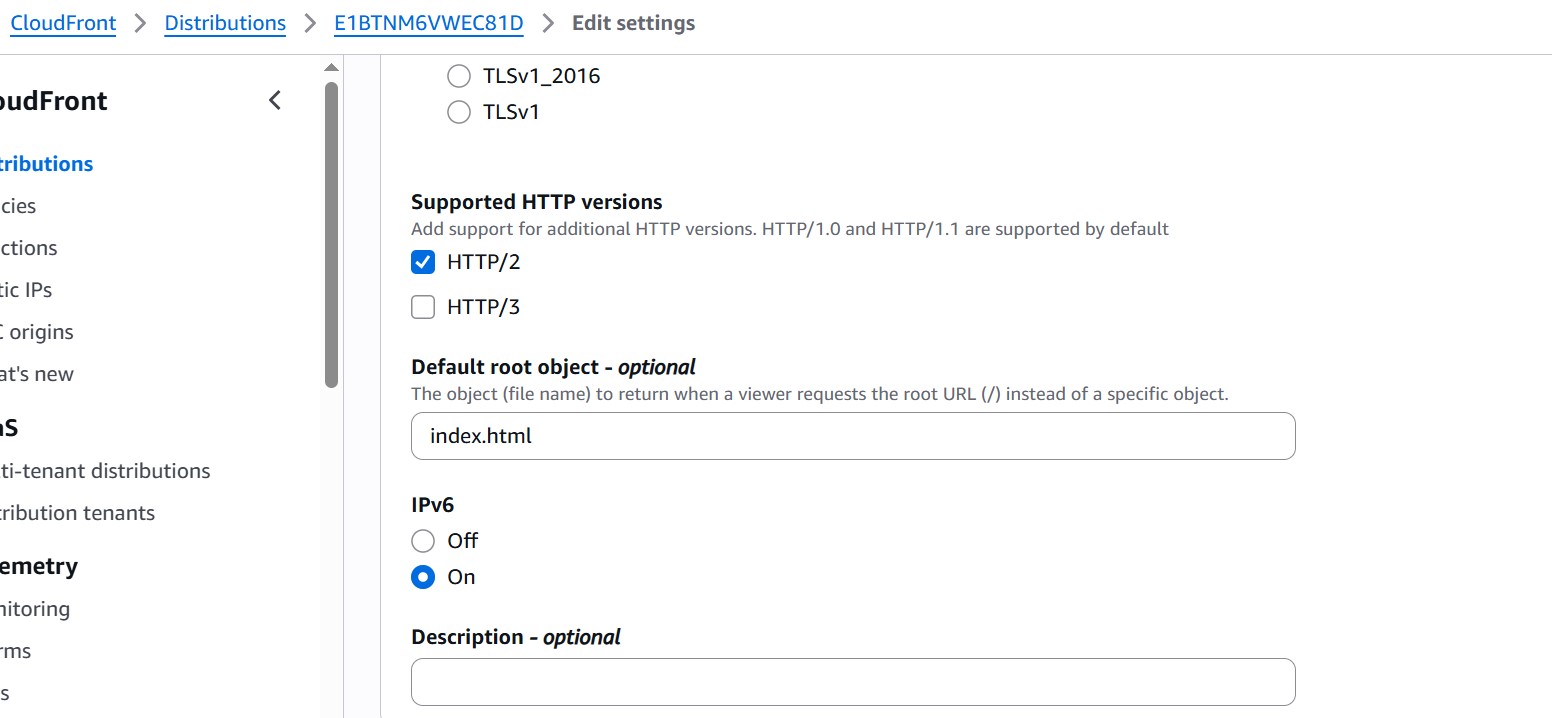 CloudFront > Distributions > E1BTNM6VWEC81D > Edit settings
oudFront
tributions
cies
ctions
tic IPs
C origins
at's new
aS
ti-tenant distributions
ribution tenants
emetry
nitoring
rms
s
TLSv1_2016
TLSv1
Supported HTTP versions
Add support for additional HTTP versions. HTTP/1.0 and HTTP/1.1 are supported by default
HTTP/2
HTTP/3
Default root object - optional
The object (file name) to return when a viewer requests the root URL (/) instead of a specific object.
index.html
IPv6
Off
On
Description - optional